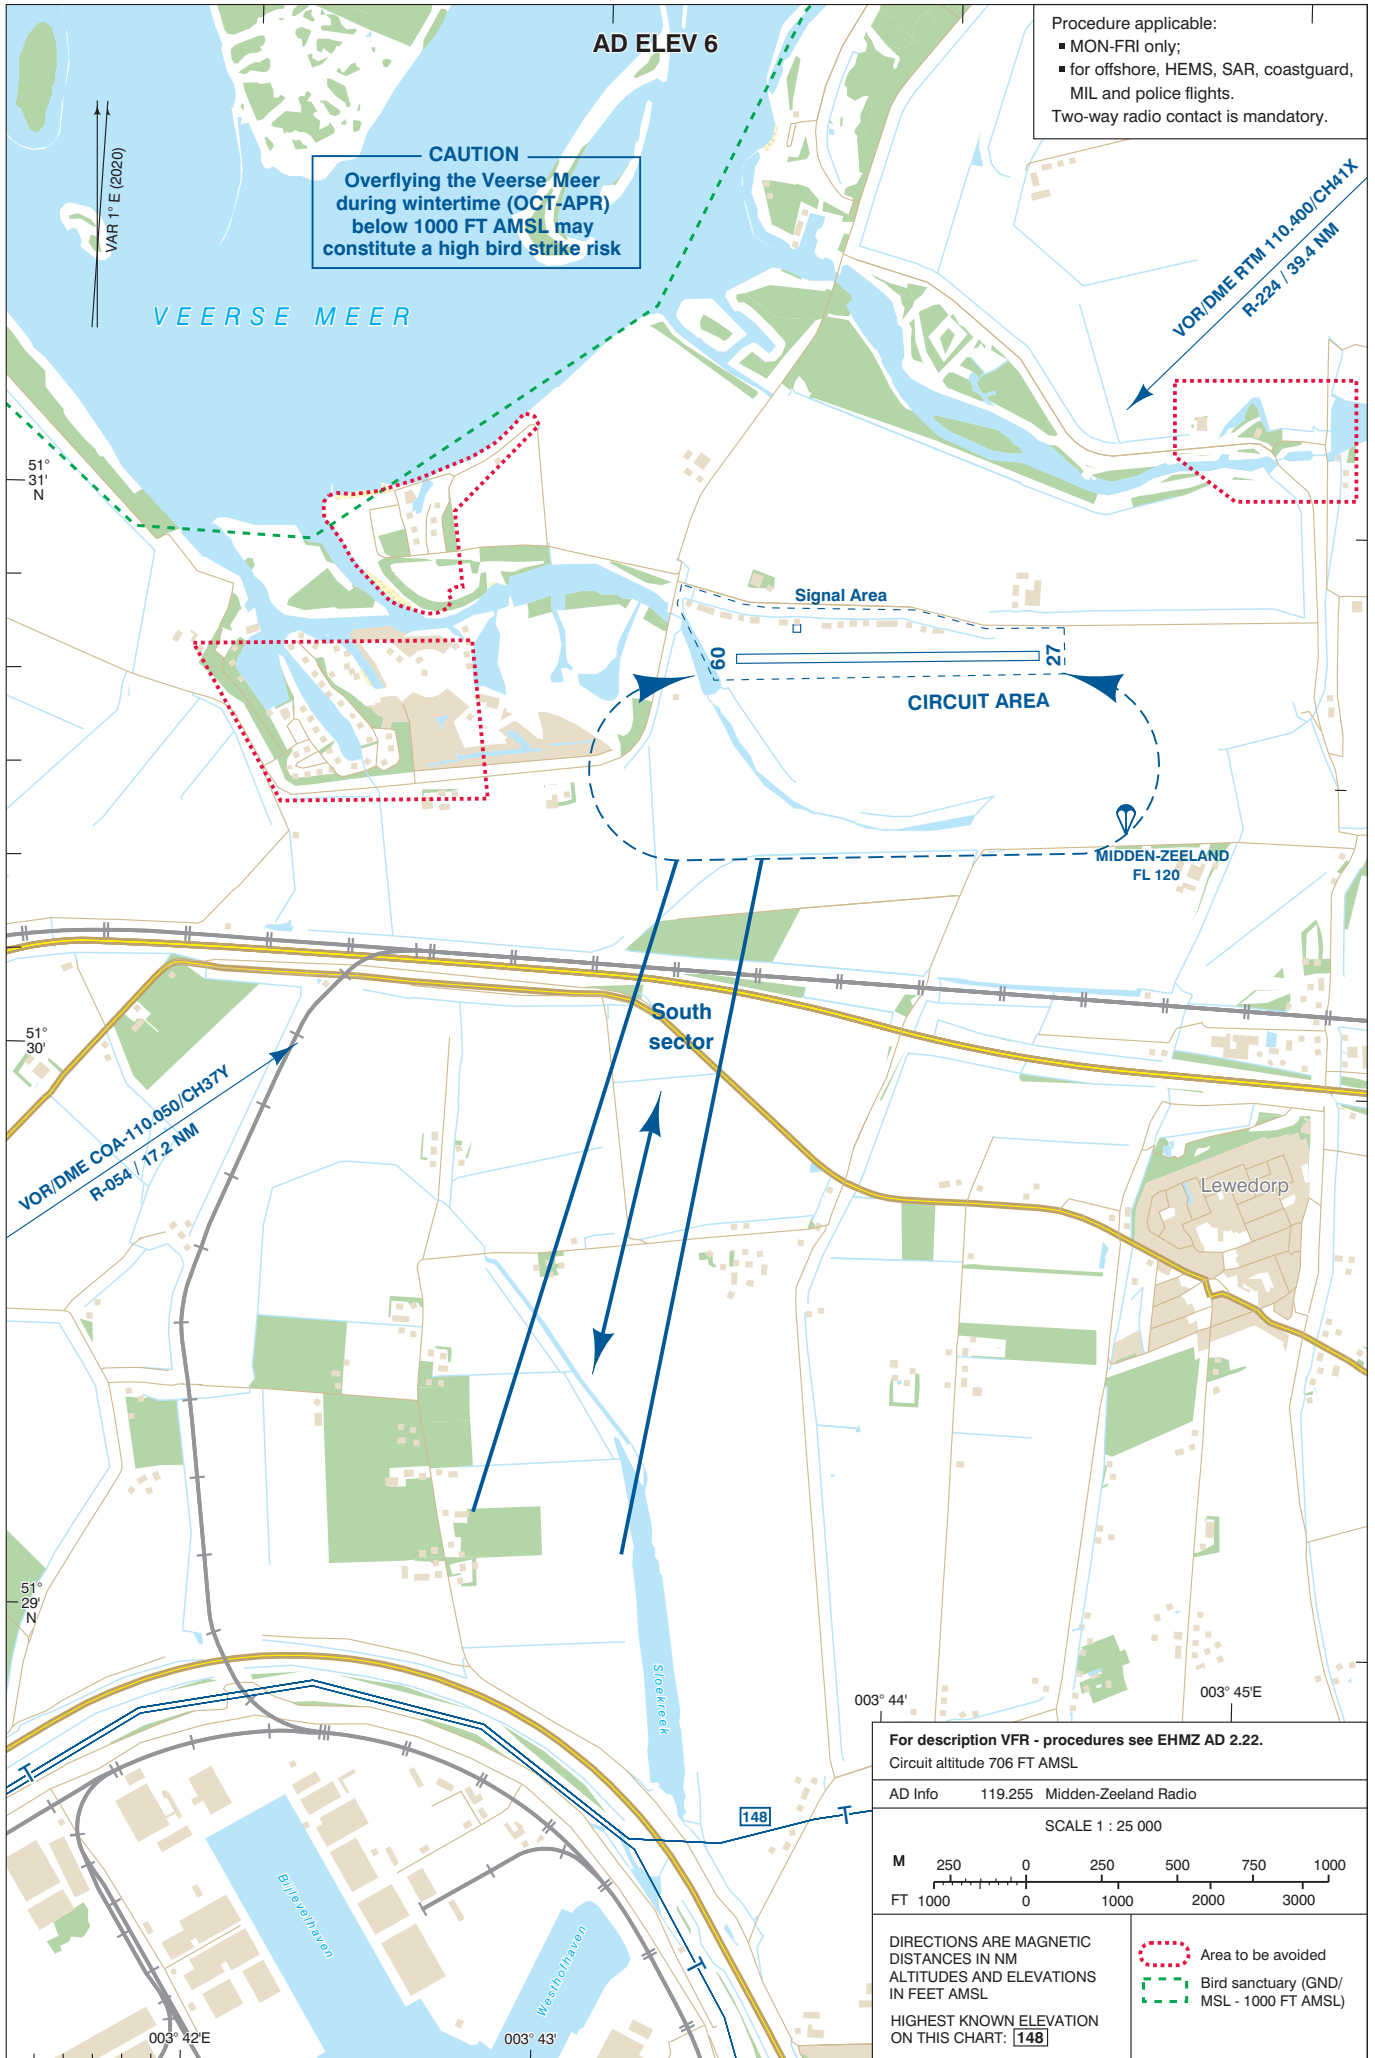 AD ELEV 6
Procedure applicable:
▪ MON-FRI only;
▪ for offshore, HEMS, SAR, coastguard,
MIL and police flights.
Two-way radio contact is mandatory.
VAR 1° E (2020)
CAUTION
Overflying the Veerse Meer
during wintertime (OCT-APR)
below 1000 FT AMSL may
constitute a high bird strike risk
VEERSE MEER
VOR/DME RTM 110.400/CH41X
R-224 / 39.4 NM
51°
31'
N
Signal Area
09
27
CIRCUIT AREA
MIDDEN-ZEELAND
FL 120
South
sector
51°
30'
VOR/DME COA-110.050/CH37Y
R-054 / 17.2 NM
Lewedorp
51°
29'
N
Sloekreek
003° 44'
003° 45'E
148
Bijleveldhaven
Westhofhaven
003° 42'E
003° 43'
For description VFR - procedures see EHMZ AD 2.22.
Circuit altitude 706 FT AMSL
AD Info 119.255 Midden-Zeeland Radio
SCALE 1 : 25 000
M 250 0 250 500 750 1000
FT 1000 0 1000 2000 3000
DIRECTIONS ARE MAGNETIC
DISTANCES IN NM
ALTITUDES AND ELEVATIONS
IN FEET AMSL
HIGHEST KNOWN ELEVATION
ON THIS CHART: 148
Area to be avoided
Bird sanctuary (GND/
MSL - 1000 FT AMSL)